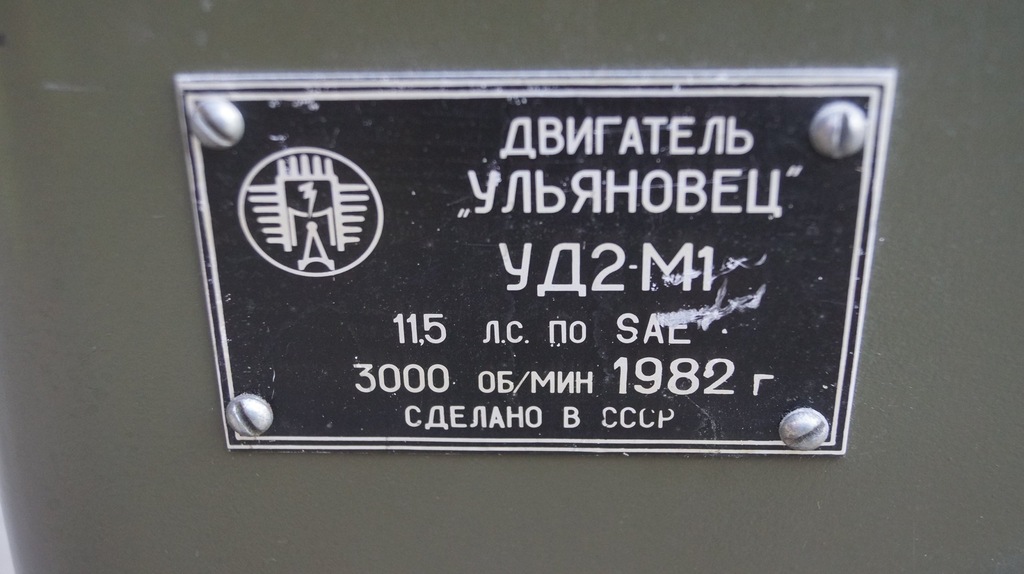 ДВИГАТЕЛЬ
„УЛЬЯНОВЕЦ"
УД2-М1
11,5 Л.С. ПО SAE
3000 ОБ/МИН 1982 Г
СДЕЛАНО В СССР